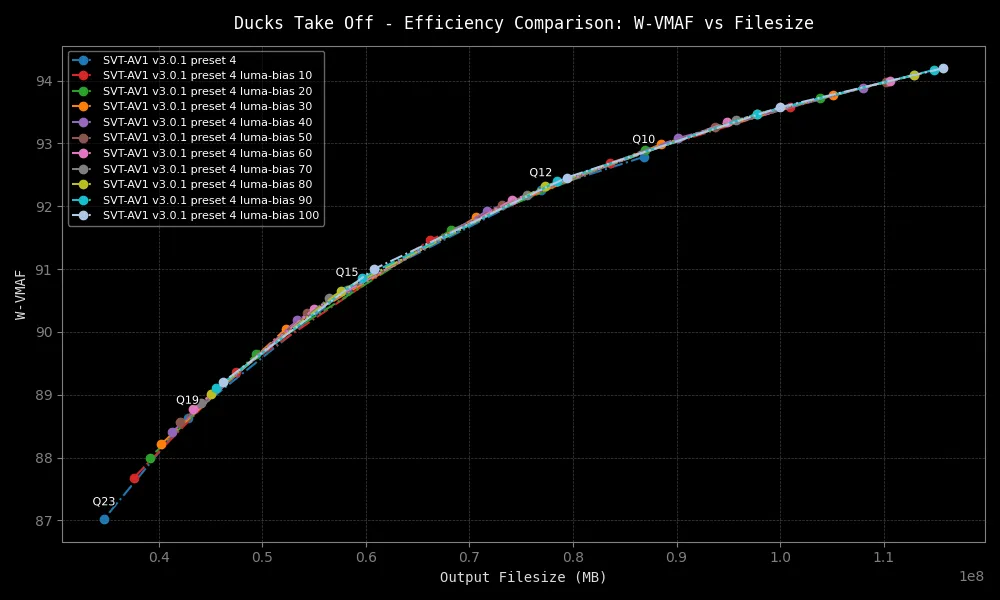 Ducks Take Off - Efficiency Comparison: W-VMAF vs Filesize
SVT-AV1 v3.0.1 preset 4
SVT-AV1 v3.0.1 preset 4 luma-bias 10
SVT-AV1 v3.0.1 preset 4 luma-bias 20
SVT-AV1 v3.0.1 preset 4 luma-bias 30
SVT-AV1 v3.0.1 preset 4 luma-bias 40
SVT-AV1 v3.0.1 preset 4 luma-bias 50
SVT-AV1 v3.0.1 preset 4 luma-bias 60
SVT-AV1 v3.0.1 preset 4 luma-bias 70
SVT-AV1 v3.0.1 preset 4 luma-bias 80
SVT-AV1 v3.0.1 preset 4 luma-bias 90
SVT-AV1 v3.0.1 preset 4 luma-bias 100
94
93
92
91
90
89
88
87
W-VMAF
Q10
Q12
Q15
Q19
Q23
0.4 0.5 0.6 0.7 0.8 0.9 1.0 1.1
1e8
Output Filesize (MB)